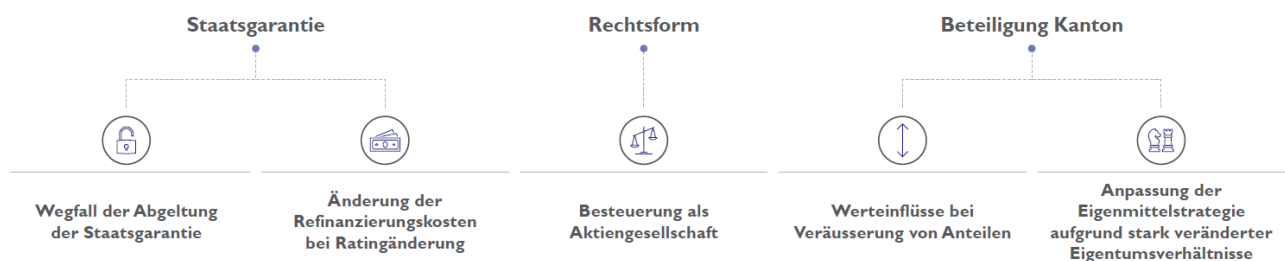 Staatsgarantie
Rechtsform
Beteiligung Kanton
Wegfall der Abgeltung
der Staatsgarantie
Änderung der
Refinanzierungskosten
bei Ratingänderung
Besteuerung als
Aktiengesellschaft
Werteinflüsse bei
Veräusserung von Anteilen
Anpassung der
Eigenmittelstrategie
aufgrund stark veränderter
Eigentumsverhältnisse